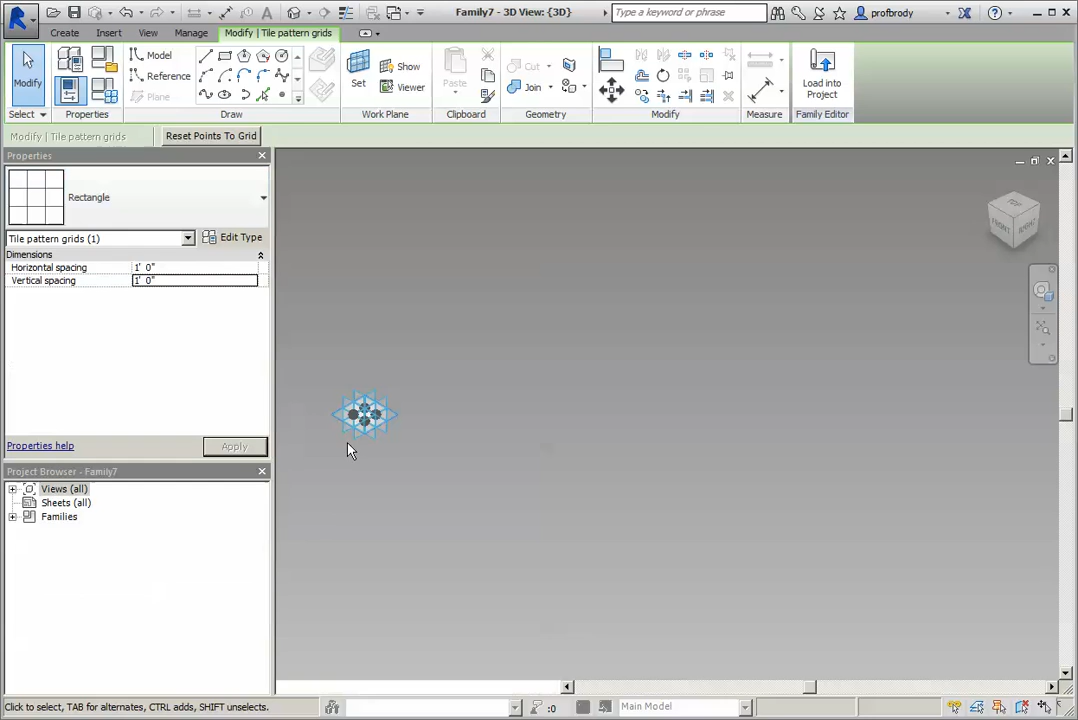 Family7 - 3D View: {3D}
Type a keyword or phrase
profbrody
Create
Insert
View
Manage
Modify | Tile pattern grids
Modify
Model
Reference
Plane
Set
Show
Viewer
Paste
Cut
Join
Load into
Project
Select
Properties
Draw
Work Plane
Clipboard
Geometry
Modify
Measure
Family Editor
Modify | Tile pattern grids
Reset Points To Grid
Properties
Rectangle
Tile pattern grids (1)
Edit Type
Dimensions
Horizontal spacing
1' 0"
Vertical spacing
1' 0"
Properties help
Apply
Project Browser - Family7
Views (all)
Sheets (all)
Families
TOP
FRONT
RIGHT
Click to select, TAB for alternates, CTRL adds, SHIFT unselects.
:0
Main Model